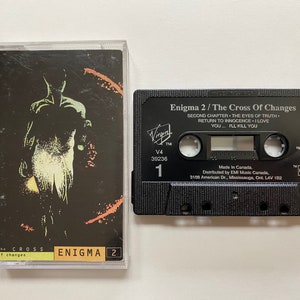 CROSS
of changes
ENIGMA 2
Enigma 2 / The Cross Of Changes
SECOND CHAPTER • THE EYES OF TRUTH •
RETURN TO INNOCENCE • I LOVE
YOU ... I'LL KILL YOU
Virgin
V4
39236
1
Made in Canada.
Distributed by EMI Music Canada,
3109 American Dr., Mississauga, Ont. L4V 1B2